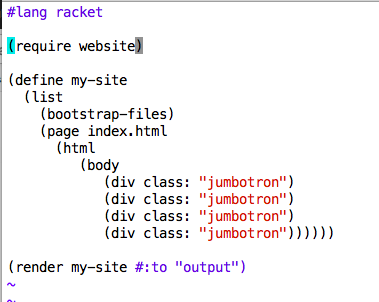 #lang racket
(require website)
(define my-site
(list
(bootstrap-files)
(page index.html
(html
(body
(div class: "jumbotron")
(div class: "jumbotron")
(div class: "jumbotron")
(div class: "jumbotron"))))))
(render my-site #:to "output")
~
~